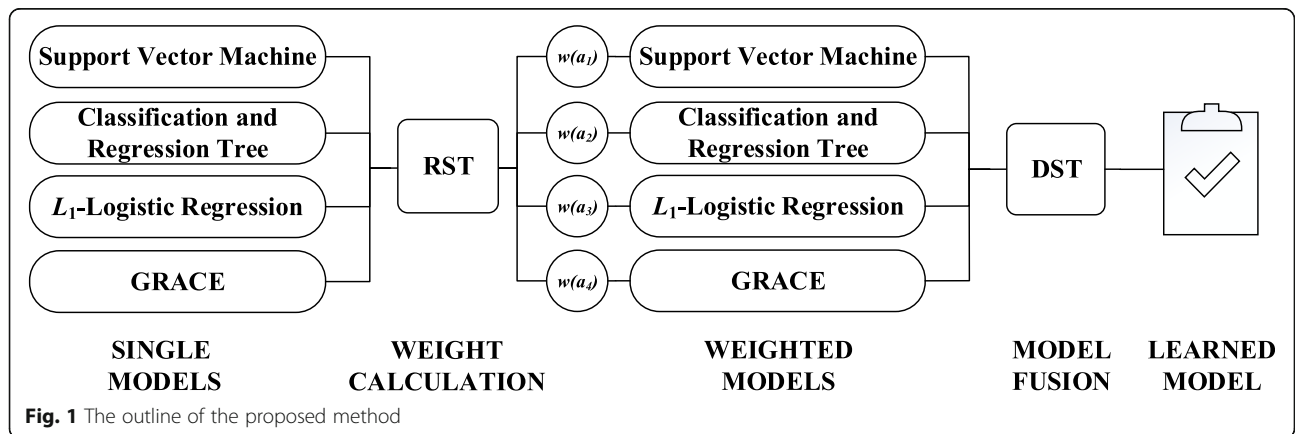 Support Vector Machine
Classification and
Regression Tree
L1-Logistic Regression
GRACE
RST
w(a1)
w(a2)
w(a3)
w(a4)
Support Vector Machine
Classification and
Regression Tree
L1-Logistic Regression
GRACE
DST
SINGLE
MODELS
WEIGHT
CALCULATION
WEIGHTED
MODELS
MODEL
FUSION
LEARNED
MODEL
Fig. 1 The outline of the proposed method